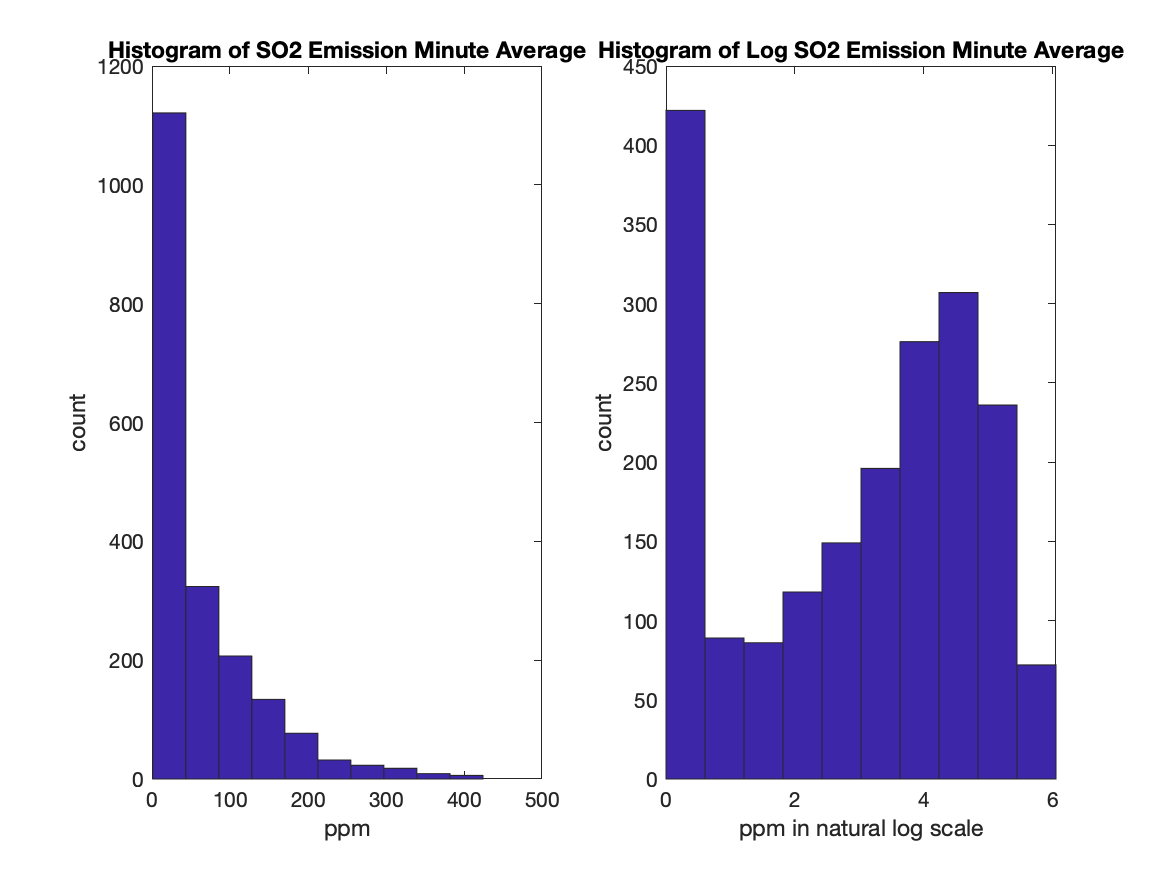 Histogram of SO2 Emission Minute Average
1200
1000
800
600
400
200
0
count
0 100 200 300 400 500
ppm
Histogram of Log SO2 Emission Minute Average
450
400
350
300
250
200
150
100
50
0
count
0 2 4 6
ppm in natural log scale